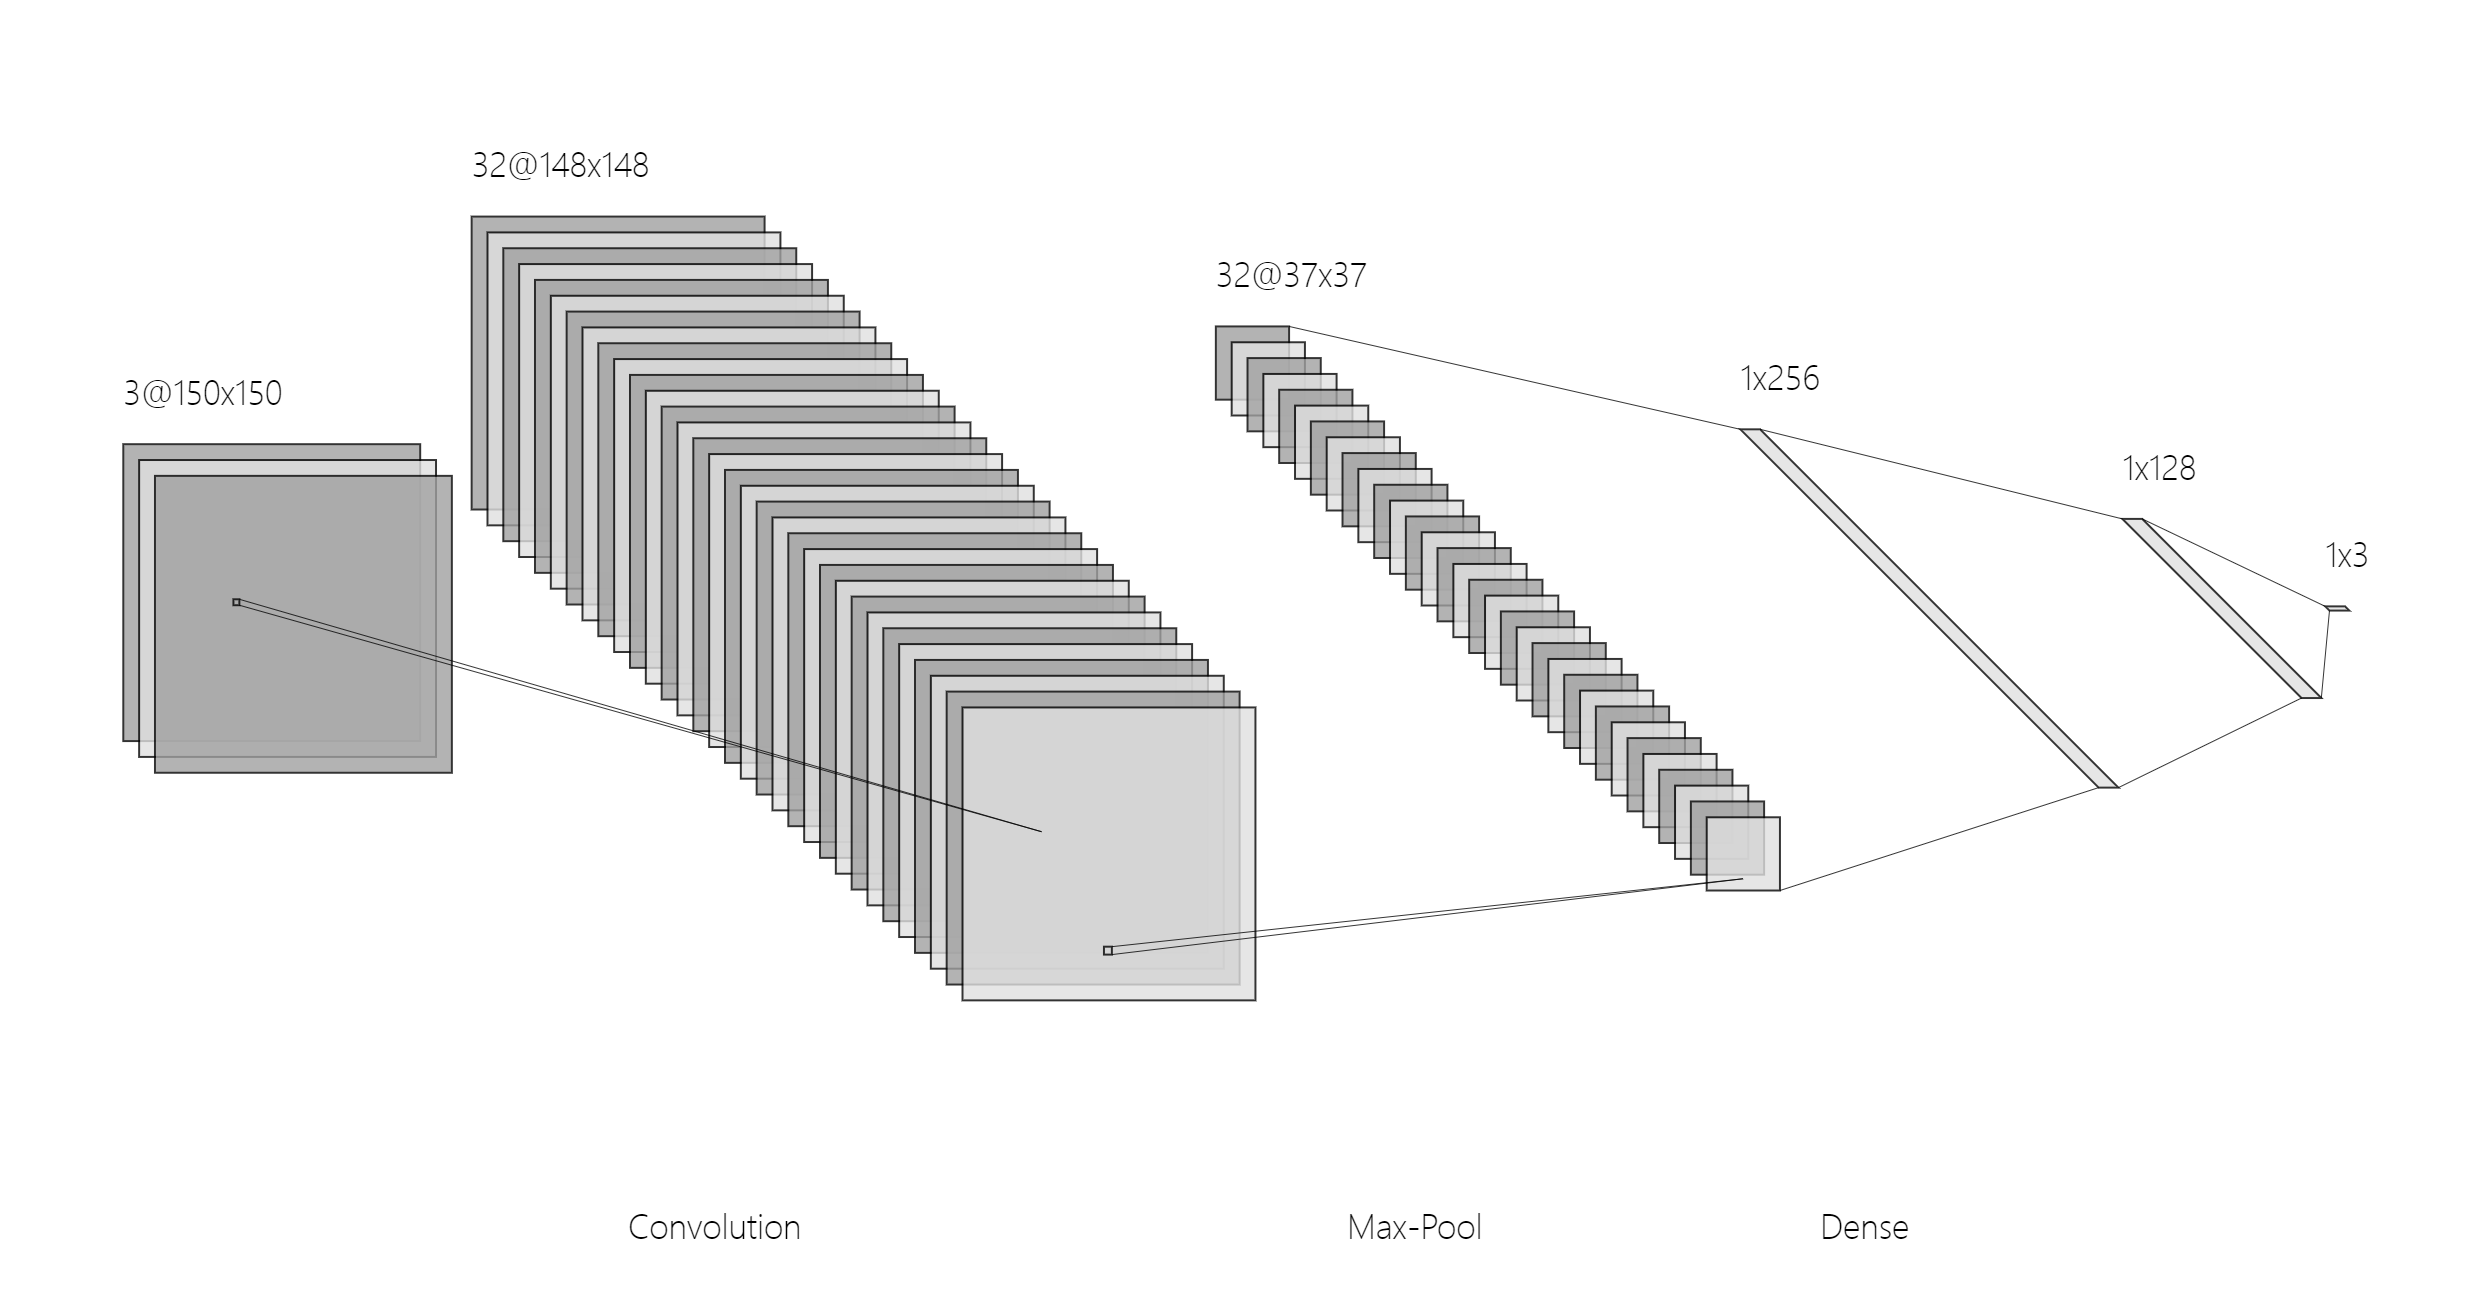 3@150x150
32@148x148
32@37x37
1x256
1x128
1x3
Convolution
Max-Pool
Dense